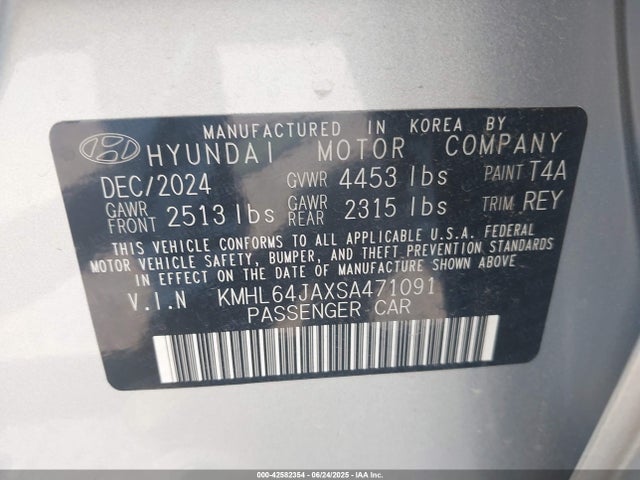 MANUFACTURED IN KOREA BY
HYUNDAI MOTOR COMPANY
DEC/2024 GVWR 4453 lbs PAINT T4A
GAWR FRONT 2513 lbs GAWR REAR 2315 lbs TRIM REY
THIS VEHICLE CONFORMS TO ALL APPLICABLE U.S.A. FEDERAL
MOTOR VEHICLE SAFETY, BUMPER, AND THEFT PREVENTION STANDARDS
IN EFFECT ON THE DATE OF MANUFACTURE SHOWN ABOVE.
V.I.N KMHL64JAXSA471091
PASSENGER CAR
000-42582354 | 06/24/2025 - IAA Inc.